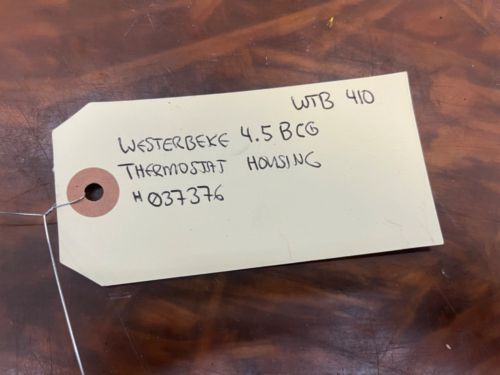 WTB 410
WESTERBEKE 4.5 BCG
THERMOSTAT HOUSING
# 037376